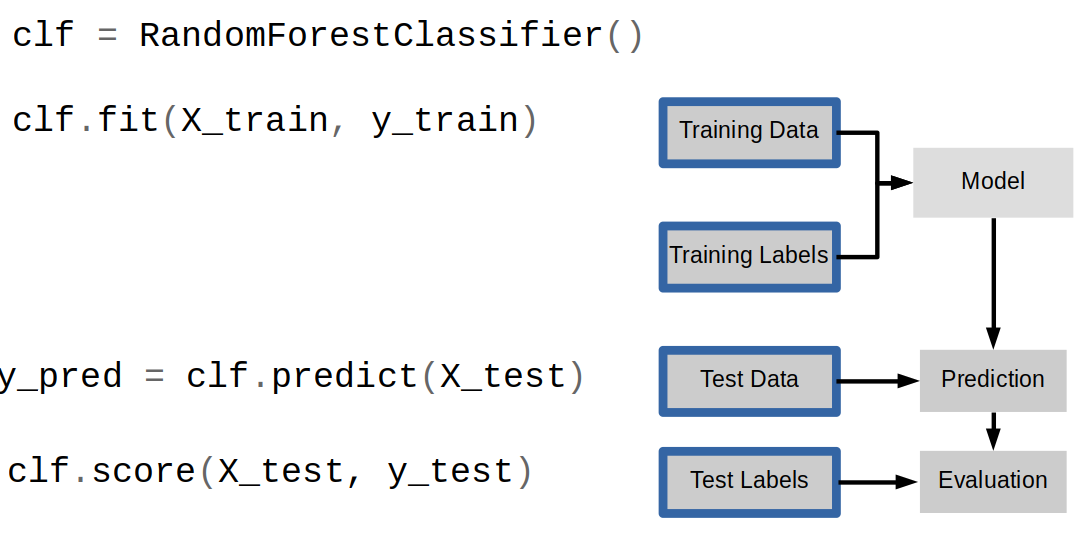 clf = RandomForestClassifier()
clf.fit(X_train, y_train)
Training Data
Model
Training Labels
y_pred = clf.predict(X_test)
Test Data
Prediction
clf.score(X_test, y_test)
Test Labels
Evaluation